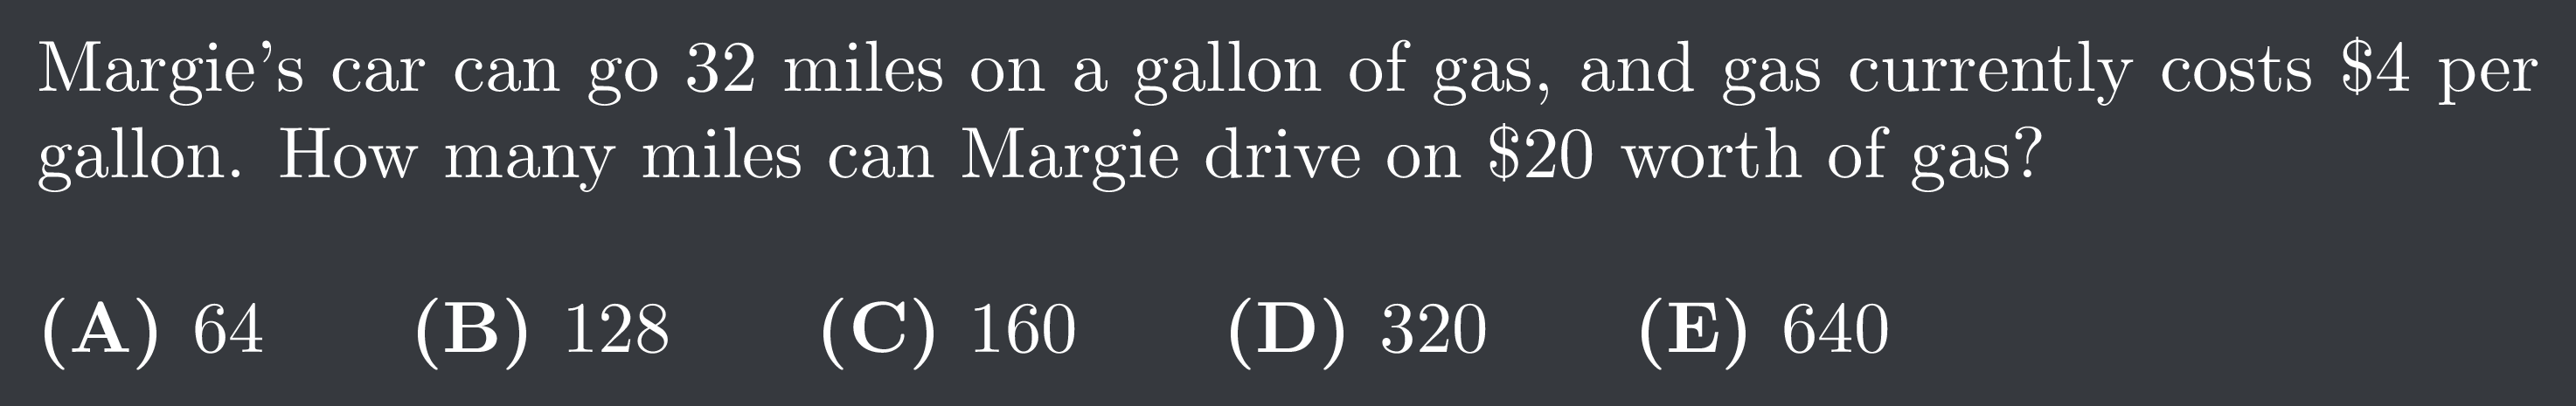 Margie's car can go 32 miles on a gallon of gas, and gas currently costs $4 per
gallon. How many miles can Margie drive on $20 worth of gas?
(A) 64 (B) 128 (C) 160 (D) 320 (E) 640